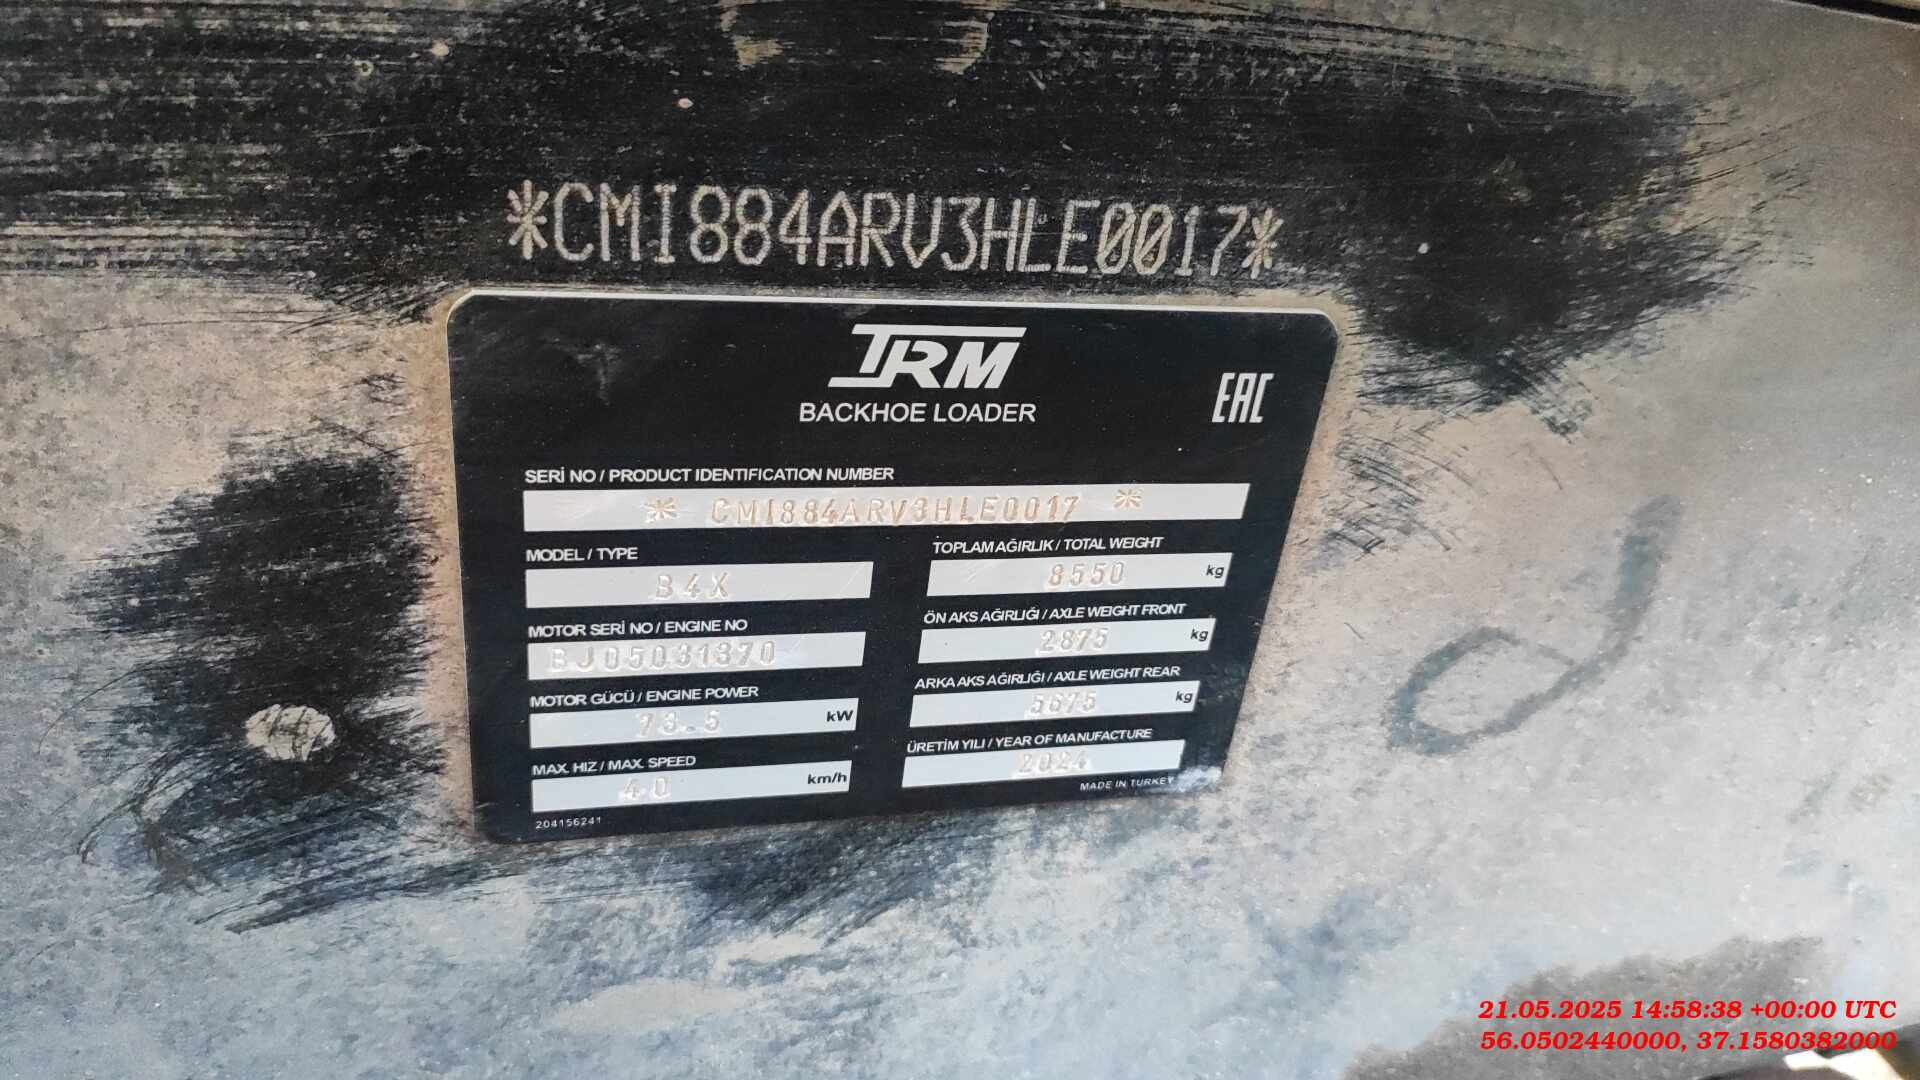 *CMI884ARV3HLE0017*
TRM
BACKHOE LOADER
EAC
SERİ NO / PRODUCT IDENTIFICATION NUMBER
* CMI884ARV3HLE0017 *
MODEL / TYPE
B4X
TOPLAM AĞIRLIK / TOTAL WEIGHT
8550 kg
MOTOR SERİ NO / ENGINE NO
BJ05031370
ÖN AKS AĞIRLIĞI / AXLE WEIGHT FRONT
2875 kg
MOTOR GÜCÜ / ENGINE POWER
73.5 kW
ARKA AKS AĞIRLIĞI / AXLE WEIGHT REAR
5675 kg
MAX. HIZ / MAX. SPEED
40 km/h
ÜRETİM YILI / YEAR OF MANUFACTURE
2024
MADE IN TURKEY
204156241
21.05.2025 14:58:38 +00:00 UTC
56.0502440000, 37.1580382000